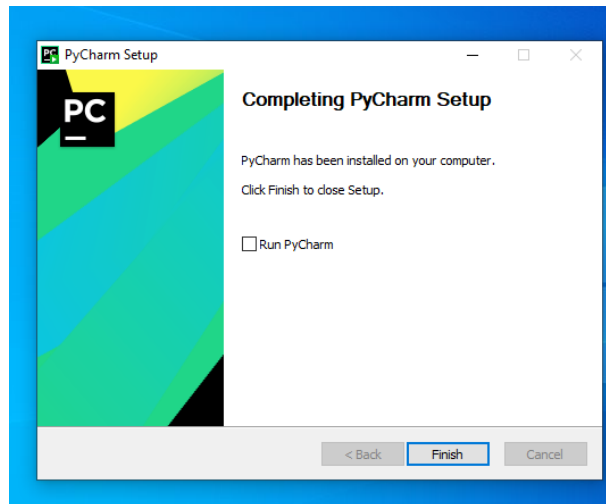 PC PyCharm Setup
PC
Completing PyCharm Setup
PyCharm has been installed on your computer.
Click Finish to close Setup.
Run PyCharm
< Back Finish Cancel